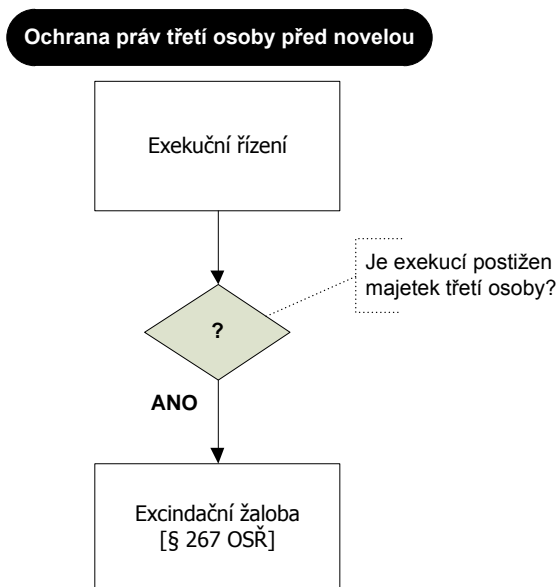 Ochrana práv třetí osoby před novelou
Exekuční řízení
Je exekucí postižen
majetek třetí osoby?
?
ANO
Excindační žaloba
[§ 267 OSŘ]